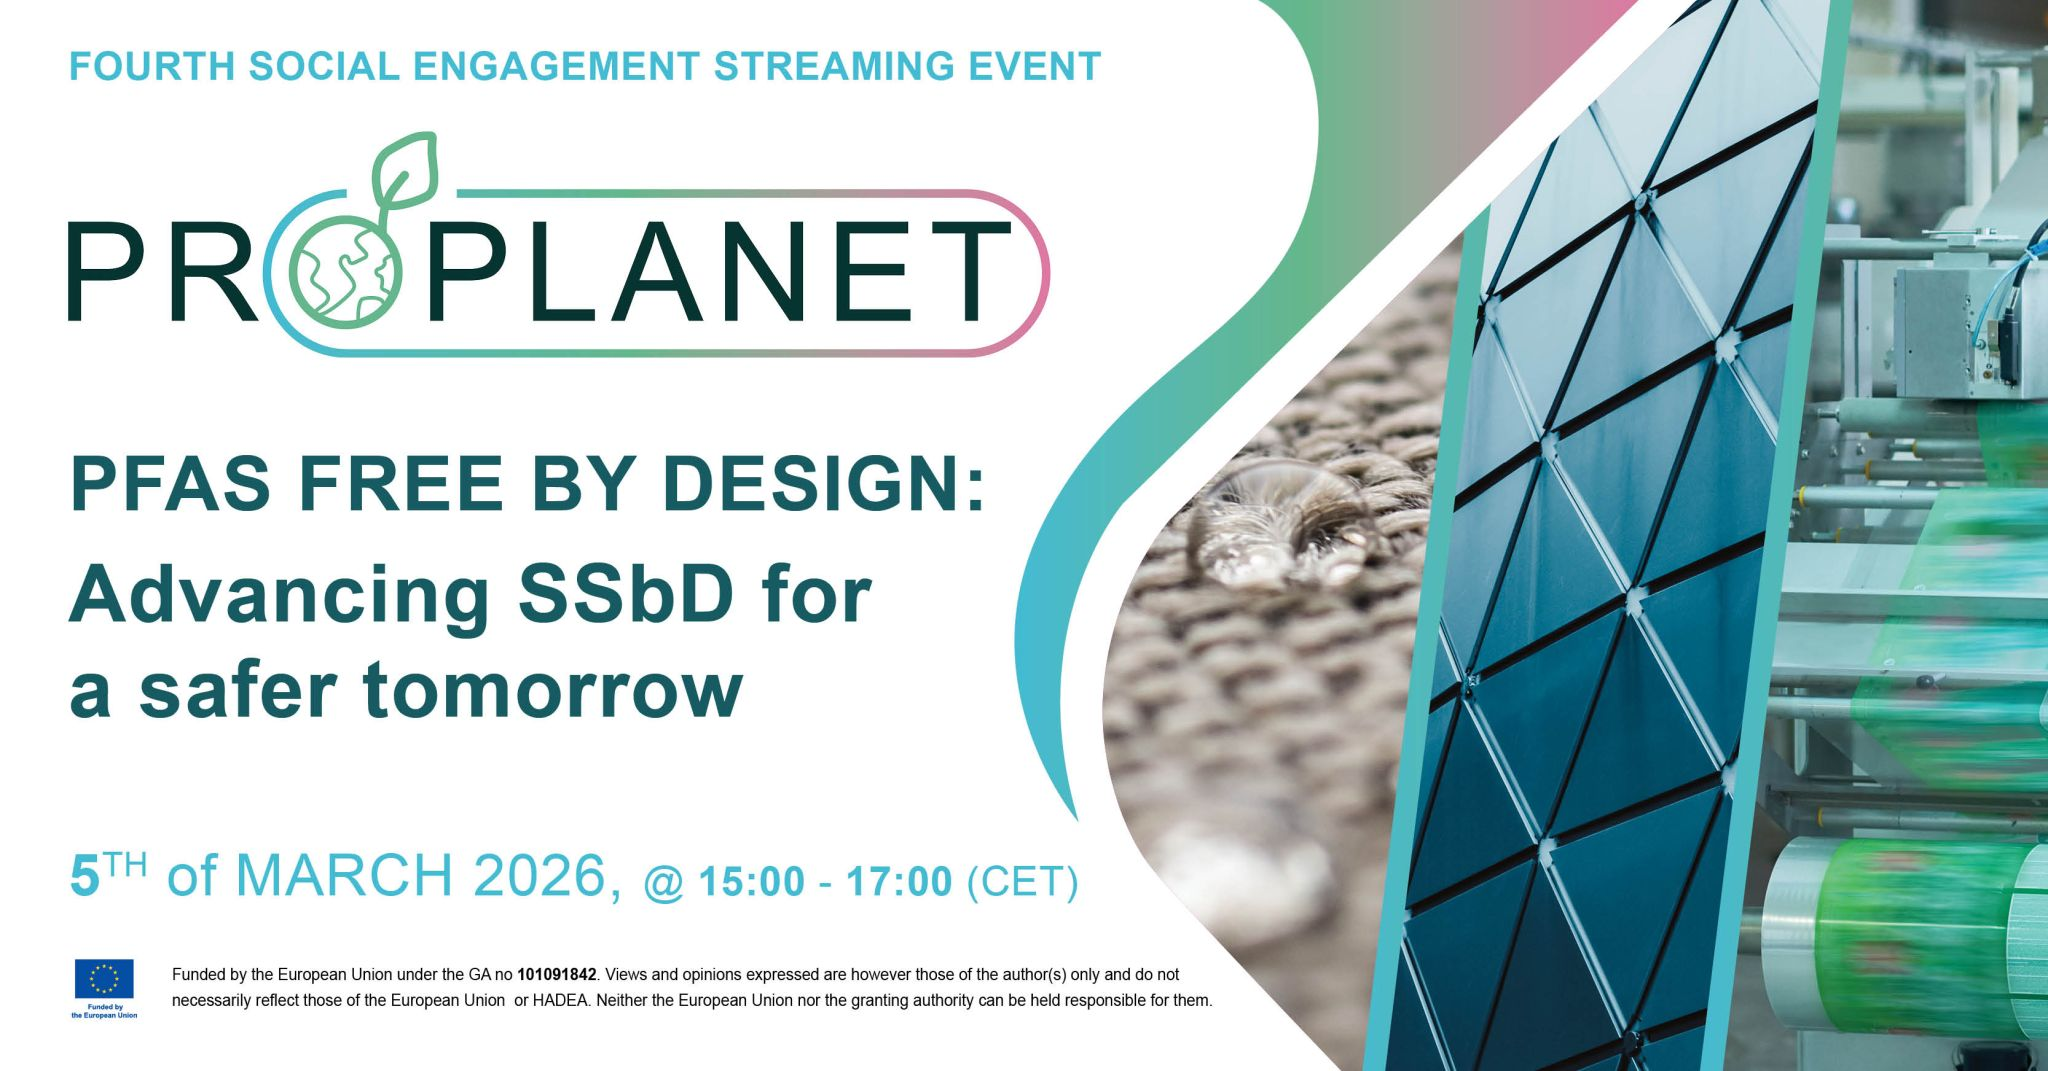 FOURTH SOCIAL ENGAGEMENT STREAMING EVENT
PROPLANET
PFAS FREE BY DESIGN:
Advancing SSbD for
a safer tomorrow
5TH of MARCH 2026, @ 15:00 - 17:00 (CET)
Funded by
the European Union
Funded by the European Union under the GA no 101091842. Views and opinions expressed are however those of the author(s) only and do not
necessarily reflect those of the European Union or HADEA. Neither the European Union nor the granting authority can be held responsible for them.